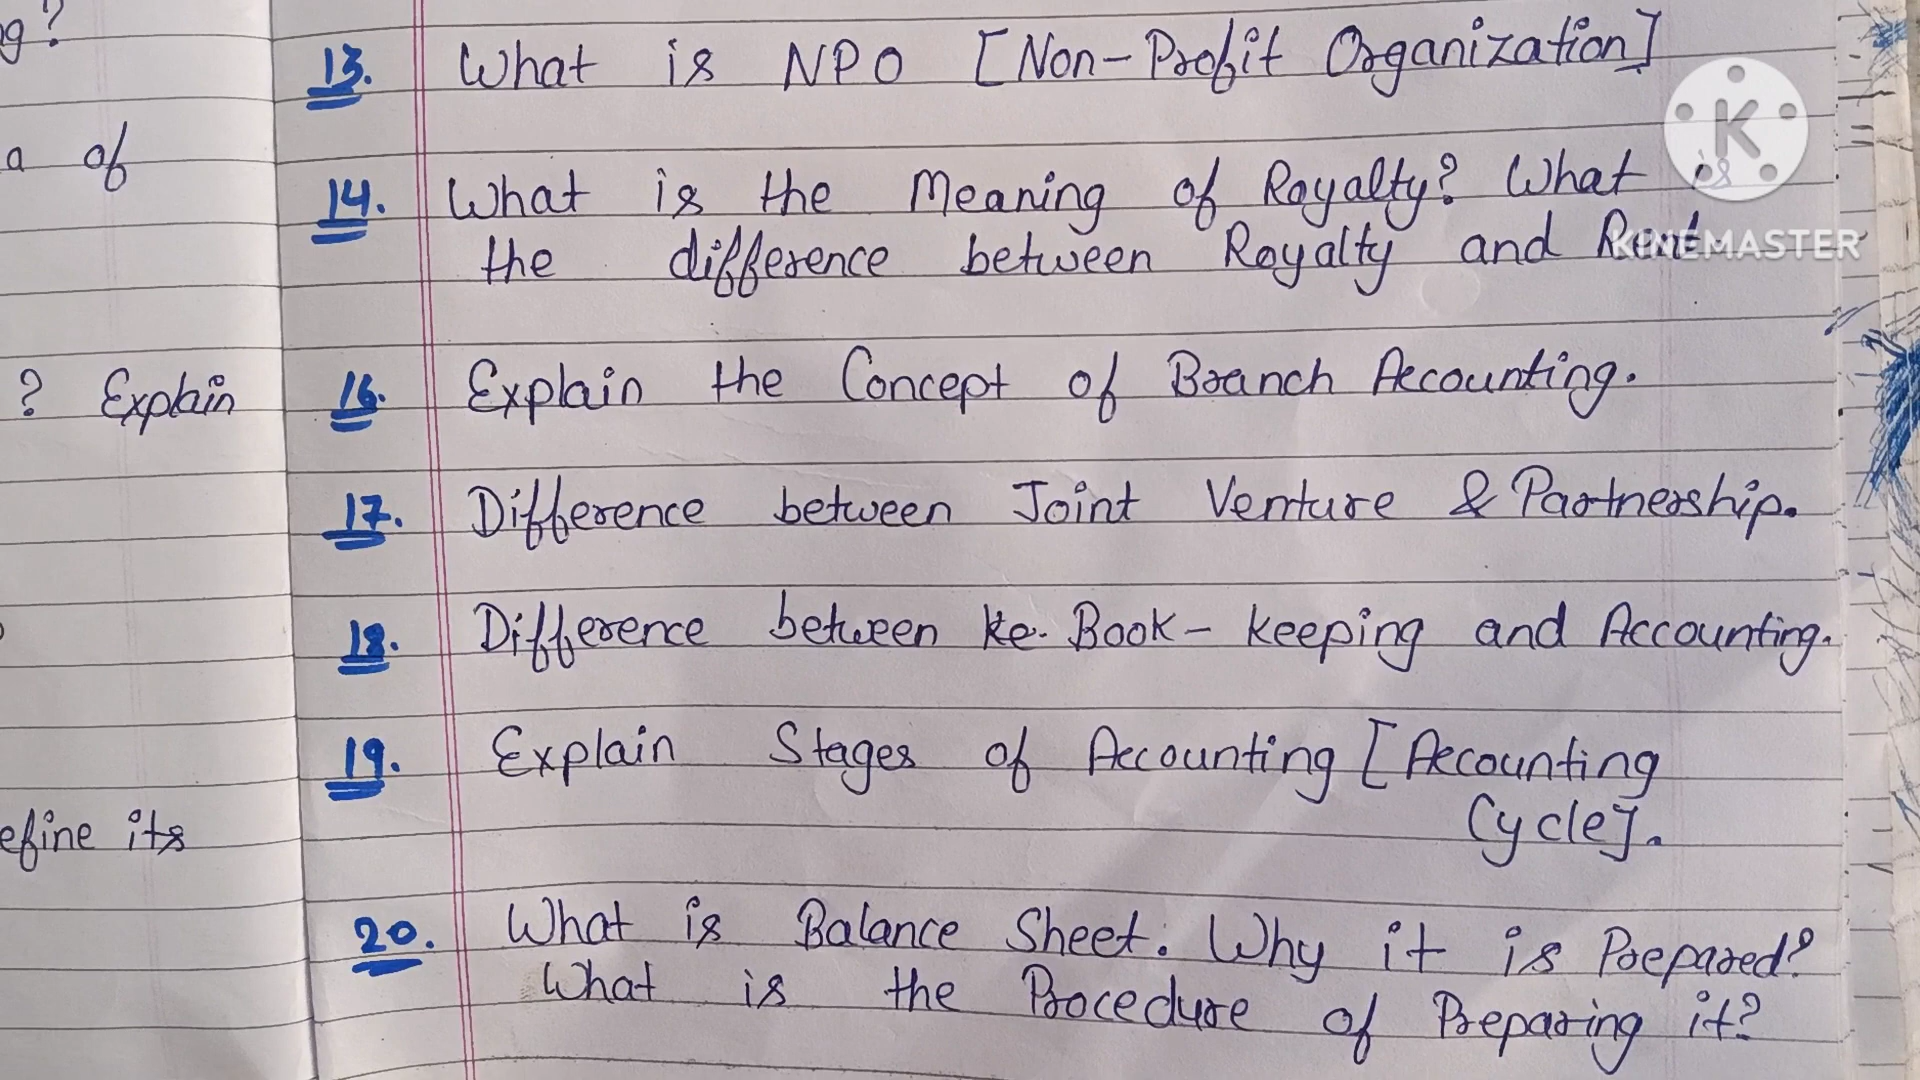 g?
a of
? Explain
efine its
13. What is NPO [Non-Profit Organization]
14. What is the Meaning of Royalty? What is
the difference between Royalty and Rent.
16. Explain the Concept of Branch Accounting.
17. Difference between Joint Venture & Partnership.
18. Difference between Ke. Book-keeping and Accounting.
19. Explain Stages of Accounting [Accounting
Cycle].
20. What is Balance Sheet. Why it is Prepared?
What is the Procedure of Preparing it?
K
KINEMASTER